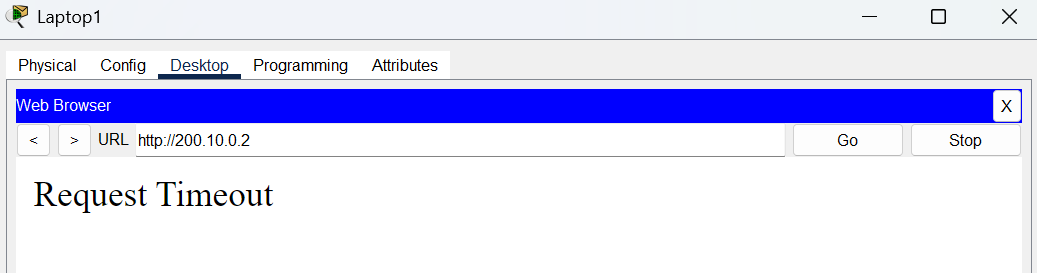 Laptop1
Physical Config Desktop Programming Attributes
Web Browser X
< > URL http://200.10.0.2 Go Stop
Request Timeout